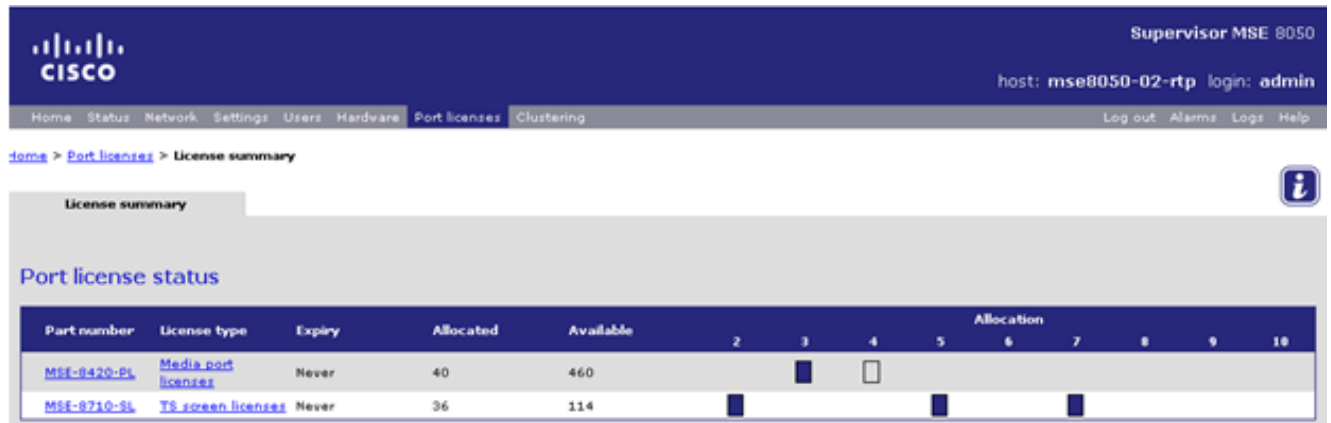 Supervisor MSE 8050
CISCO
host: mse8050-02-rtp login: admin
Home Status Network Settings Users Hardware Port licenses Clustering Log out Alarms Logs Help
Home > Port licenses > License summary
i
License summary
Port license status
Allocation
Part number License type Expiry Allocated Available 2 3 4 5 6 7 8 9 10
MSE-8420-PL Media port licenses Never 40 460
MSE-8710-SL TS screen licenses Never 36 114